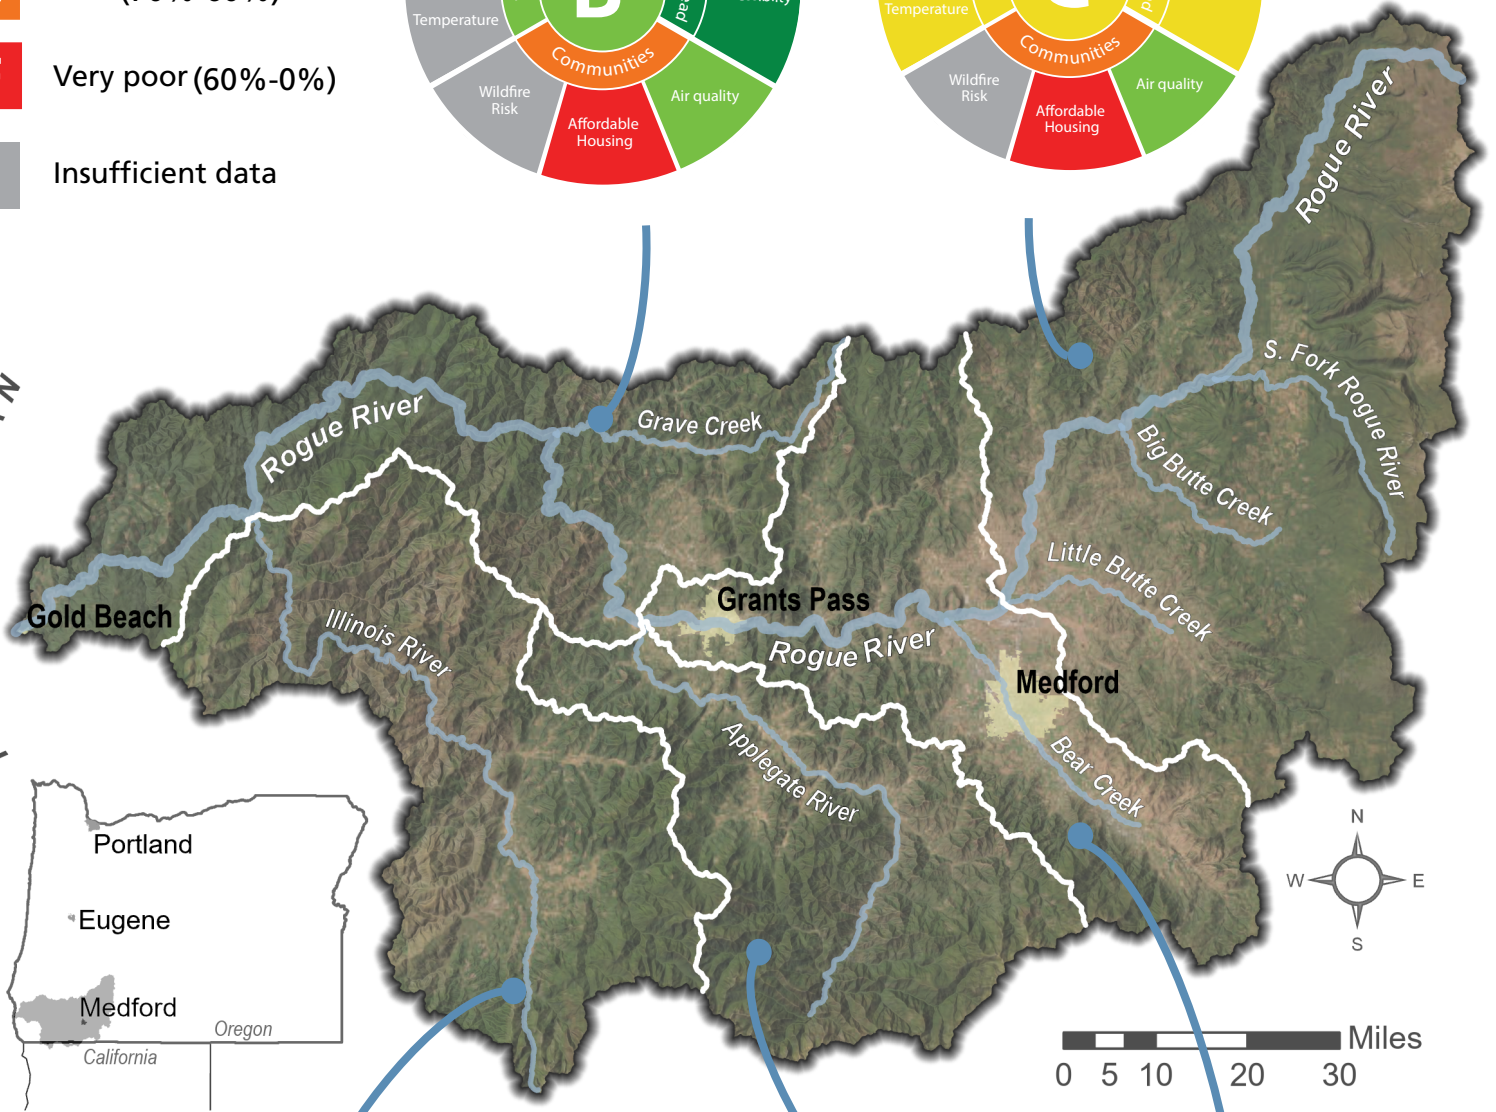 Very poor (60%-0%)
Insufficient data
Temperature
Wildfire
Risk
Affordable
Housing
Air quality
Communities
B
Temperature
Wildfire
Risk
Affordable
Housing
Air quality
Communities
C
Rogue River
S. Fork Rogue River
Big Butte Creek
Little Butte Creek
Grave Creek
Rogue River
Gold Beach
Illinois River
Grants Pass
Rogue River
Medford
Applegate River
Bear Creek
Portland
Eugene
Medford
Oregon
California
N
W E
S
Miles
0 5 10 20 30